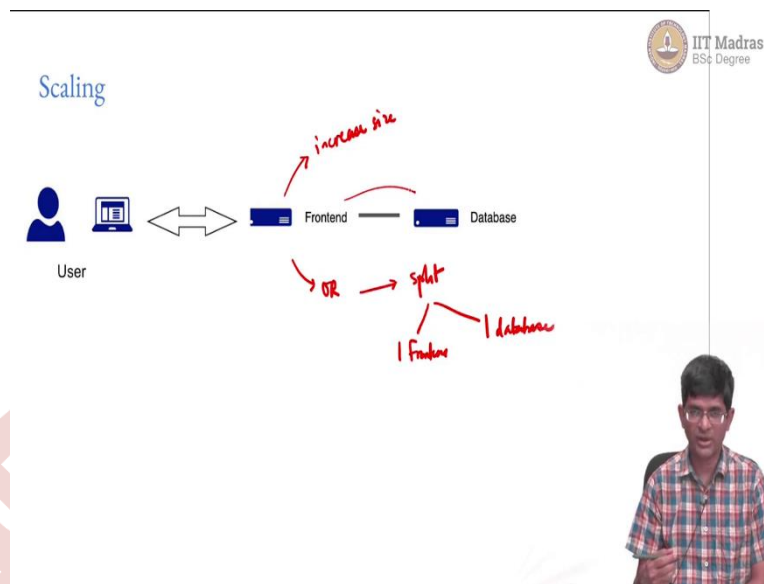 IIT Madras
BSc Degree
Scaling
increase size
Frontend
Database
User
OR
split
1 frontend
1 database